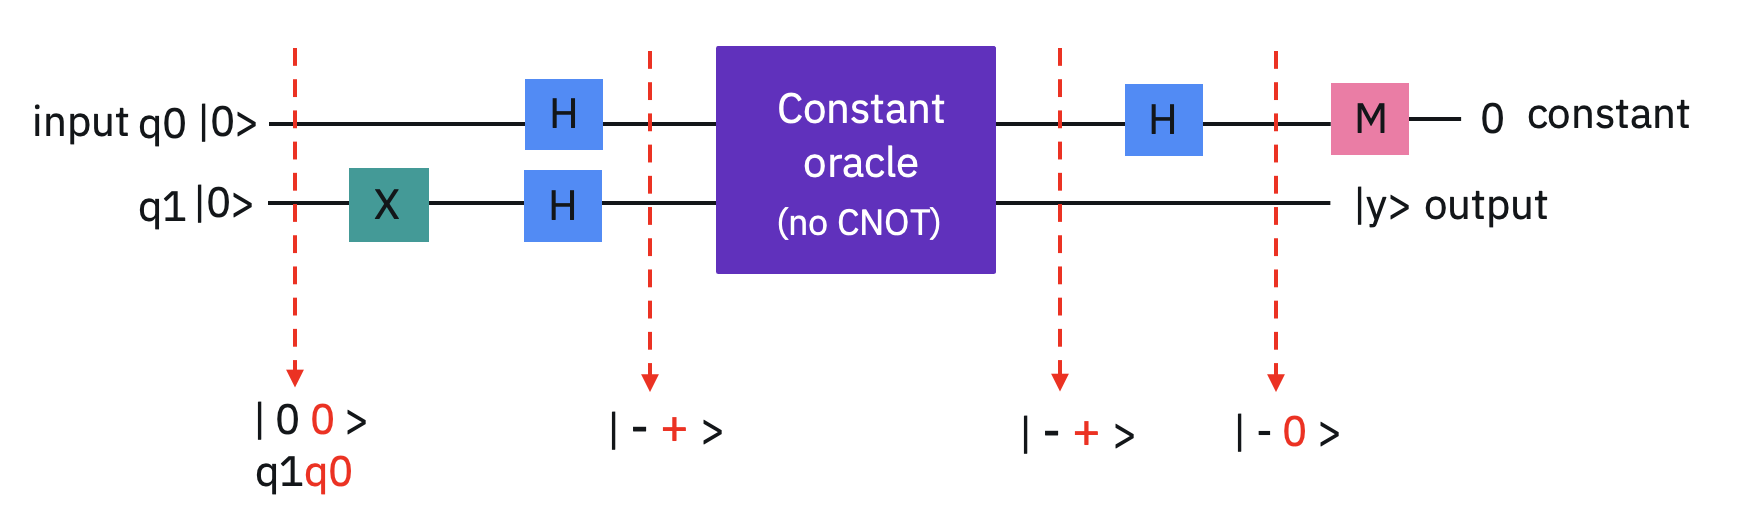 input q0 |0> H Constant H M 0 constant
q1 |0> X H oracle |y> output
(no CNOT)
| 0 0 > | - + > | - + > | - 0 >
q1q0